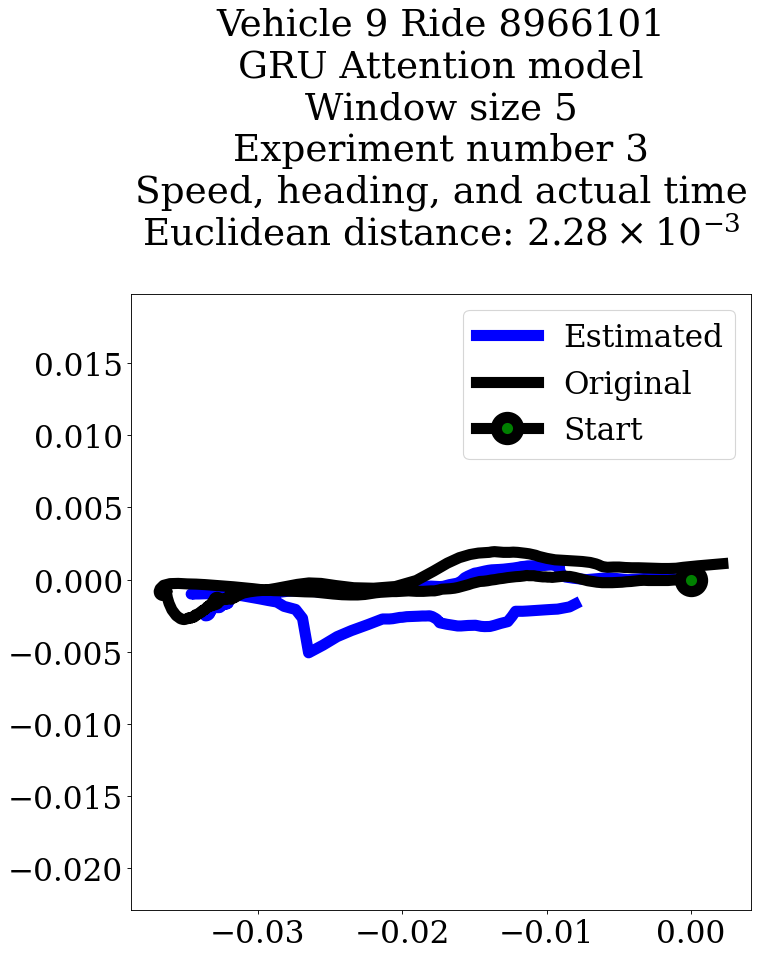 Vehicle 9 Ride 8966101
GRU Attention model
Window size 5
Experiment number 3
Speed, heading, and actual time
Euclidean distance: 2.28 × 10⁻³
Estimated
Original
Start
0.015
0.010
0.005
0.000
−0.005
−0.010
−0.015
−0.020
−0.03 −0.02 −0.01 0.00